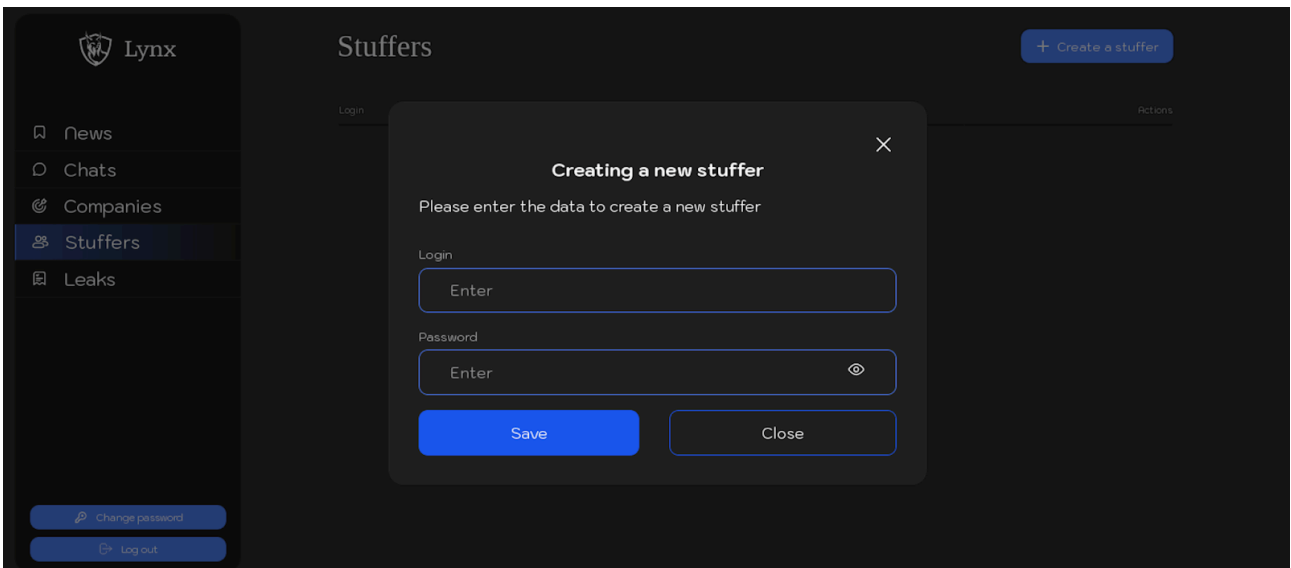 Lynx
News
Chats
Companies
Stuffers
Leaks
Change password
Log out
Stuffers
+ Create a stuffer
Login
Actions
Creating a new stuffer
Please enter the data to create a new stuffer
Login
Enter
Password
Enter
Save
Close